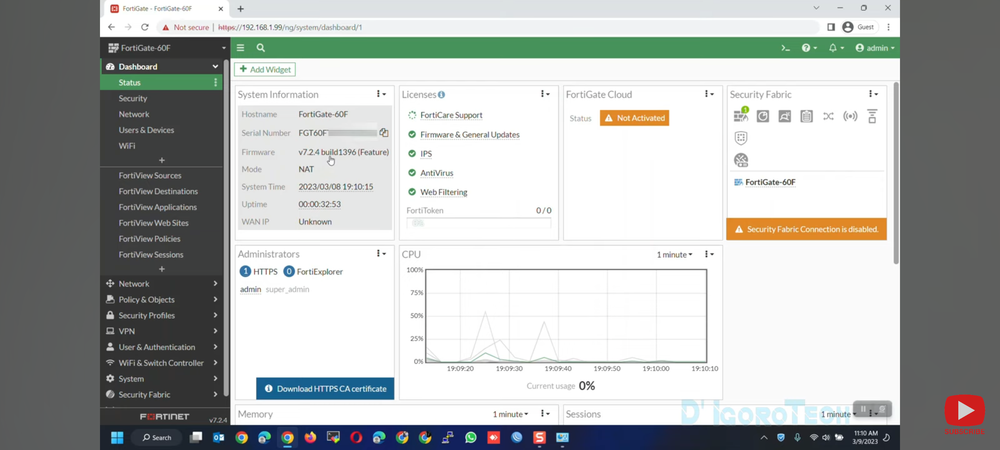 FortiGate - FortiGate-60F
Not secure | https://192.168.1.99/ng/system/dashboard/1
Guest
FortiGate-60F
admin
Dashboard
Status
Security
Network
Users & Devices
WiFi
FortiView Sources
FortiView Destinations
FortiView Applications
FortiView Web Sites
FortiView Policies
FortiView Sessions
Network
Policy & Objects
Security Profiles
VPN
User & Authentication
WiFi & Switch Controller
System
Security Fabric
FORTINET
v7.2.4
Add Widget
System Information
Hostname FortiGate-60F
Serial Number FGT60F
Firmware v7.2.4 build1396 (Feature)
Mode NAT
System Time 2023/03/08 19:10:15
Uptime 00:00:32:53
WAN IP Unknown
Licenses
FortiCare Support
Firmware & General Updates
IPS
AntiVirus
Web Filtering
FortiToken 0/0
0%
FortiGate Cloud
Status Not Activated
Security Fabric
1
FortiGate-60F
Security Fabric Connection is disabled.
Administrators
1 HTTPS 0 FortiExplorer
admin super_admin
Download HTTPS CA certificate
CPU 1 minute
100%
75%
50%
25%
0%
19:09:20 19:09:30 19:09:40 19:09:50 19:10:00 19:10:10
Current usage 0%
Memory 1 minute
Sessions 1 minute
D' IGOROTECH
SUBSCRIBE
Search
11:10 AM
3/9/2023